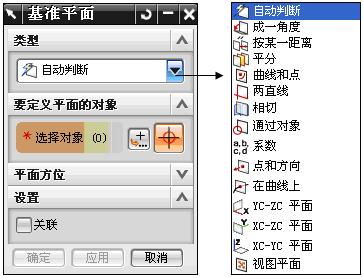 基准平面
类型
自动判断
要定义平面的对象
* 选择对象 (0)
平面方位
设置
关联
确定 应用 取消
自动判断
成一角度
按某一距离
平分
曲线和点
两直线
相切
通过对象
a,b, c,d 系数
点和方向
在曲线上
YC-ZC 平面
XC-ZC 平面
XC-YC 平面
视图平面